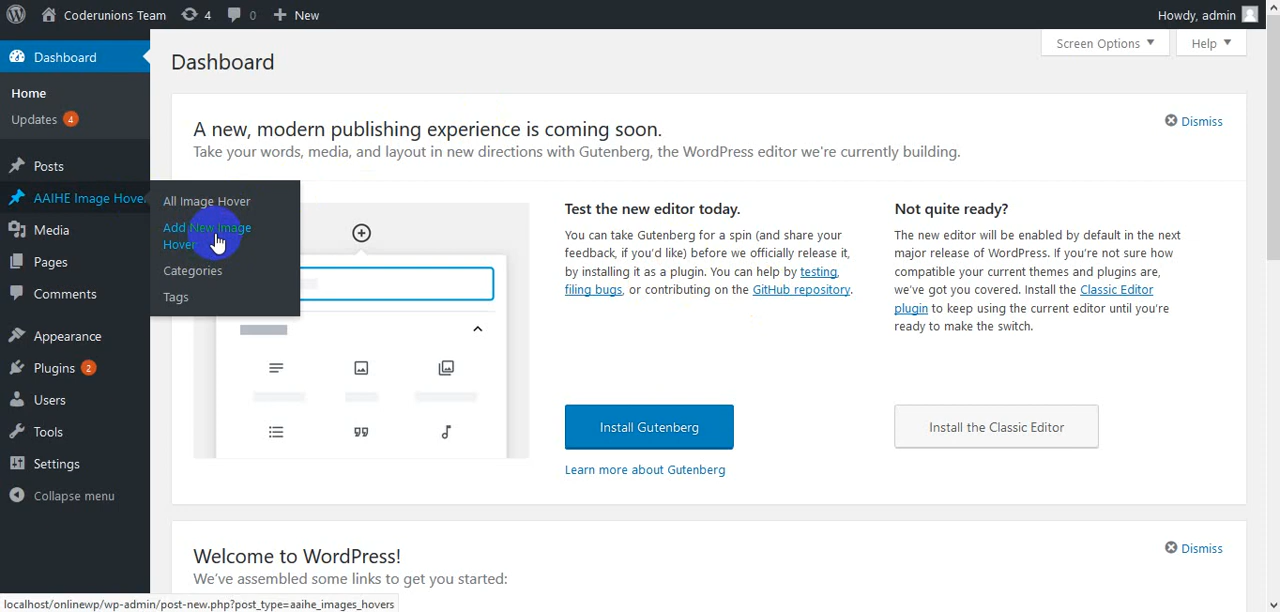 Coderunions Team 4 0 New Howdy, admin
Screen Options Help
Dashboard
Home
Updates 4
Posts
AAIHE Image Hove
Media
Pages
Comments
Appearance
Plugins 2
Users
Tools
Settings
Collapse menu
All Image Hover
Add New Image
Hover
Categories
Tags
Dashboard
A new, modern publishing experience is coming soon.
Dismiss
Take your words, media, and layout in new directions with Gutenberg, the WordPress editor we're currently building.
Test the new editor today.
You can take Gutenberg for a spin (and share your
feedback, if you'd like) before we officially release it,
by installing it as a plugin. You can help by testing,
filing bugs, or contributing on the GitHub repository.
Install Gutenberg
Learn more about Gutenberg
Not quite ready?
The new editor will be enabled by default in the next
major release of WordPress. If you're not sure how
compatible your current themes and plugins are,
we've got you covered. Install the Classic Editor
plugin to keep using the current editor until you're
ready to make the switch.
Install the Classic Editor
Welcome to WordPress!
Dismiss
We've assembled some links to get you started:
localhost/onlinewp/wp-admin/post-new.php?post_type=aaihe_images_hovers